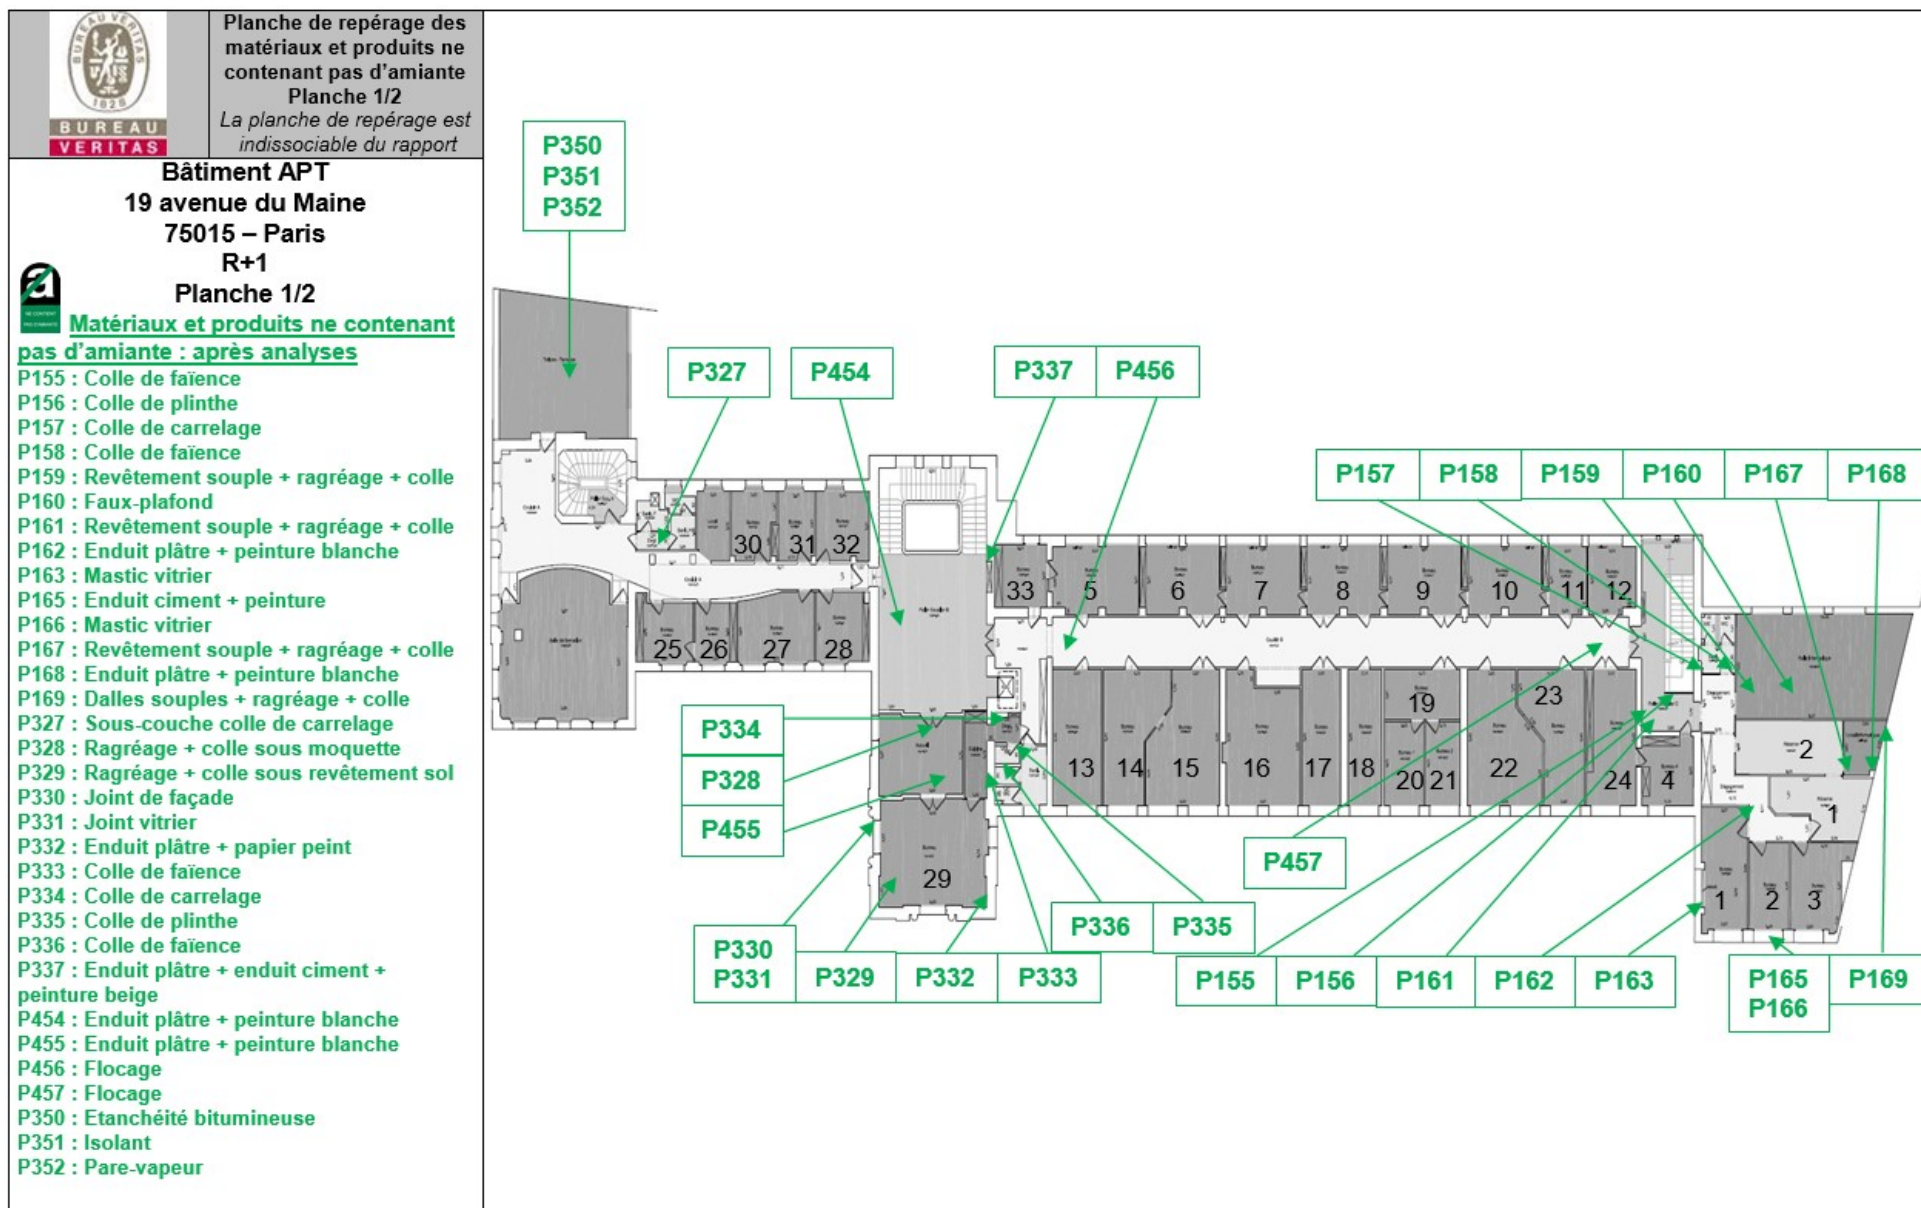 BUREAU VERITAS
1828
BUREAU
VERITAS
Planche de repérage des
matériaux et produits ne
contenant pas d'amiante
Planche 1/2
La planche de repérage est
indissociable du rapport
Bâtiment APT
19 avenue du Maine
75015 – Paris
R+1
Planche 1/2
a
Matériaux et produits ne contenant
pas d'amiante : après analyses
P155 : Colle de faïence
P156 : Colle de plinthe
P157 : Colle de carrelage
P158 : Colle de faïence
P159 : Revêtement souple + ragréage + colle
P160 : Faux-plafond
P161 : Revêtement souple + ragréage + colle
P162 : Enduit plâtre + peinture blanche
P163 : Mastic vitrier
P165 : Enduit ciment + peinture
P166 : Mastic vitrier
P167 : Revêtement souple + ragréage + colle
P168 : Enduit plâtre + peinture blanche
P169 : Dalles souples + ragréage + colle
P327 : Sous-couche colle de carrelage
P328 : Ragréage + colle sous moquette
P329 : Ragréage + colle sous revêtement sol
P330 : Joint de façade
P331 : Joint vitrier
P332 : Enduit plâtre + papier peint
P333 : Colle de faïence
P334 : Colle de carrelage
P335 : Colle de plinthe
P336 : Colle de faïence
P337 : Enduit plâtre + enduit ciment +
peinture beige
P454 : Enduit plâtre + peinture blanche
P455 : Enduit plâtre + peinture blanche
P456 : Flocage
P457 : Flocage
P350 : Etanchéité bitumineuse
P351 : Isolant
P352 : Pare-vapeur
P350
P351
P352
P327
P454
P337 P456
P157 P158 P159 P160 P167 P168
30 31 32
33 5 6 7 8 9 10 11 12
25 26 27 28
19 23
2
13 14 15 16 17 18 20 21 22 24 4
1
P334
P328
P455
P457
29
1 2 3
P336 P335
P330
P331
P329 P332 P333
P155 P156 P161 P162 P163
P165
P166
P169